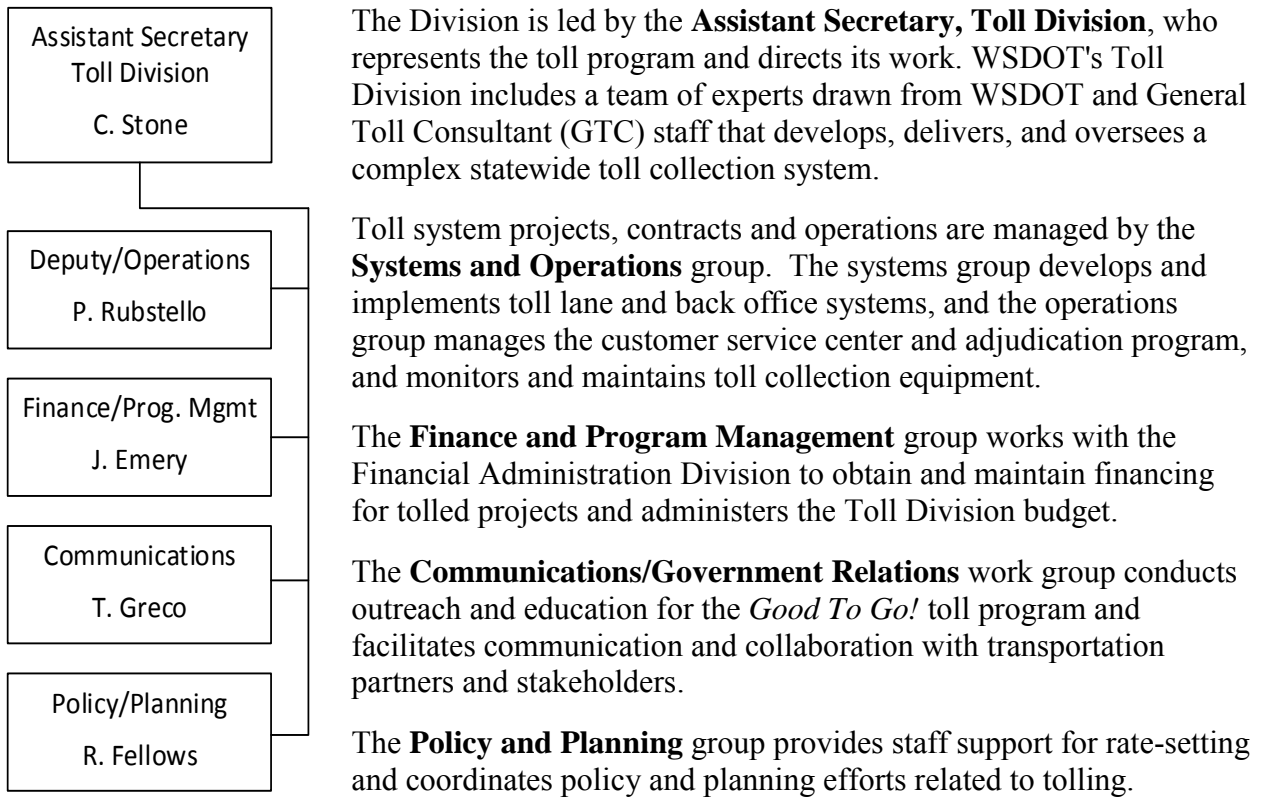 Assistant Secretary
Toll Division
C. Stone
Deputy/Operations
P. Rubstello
Finance/Prog. Mgmt
J. Emery
Communications
T. Greco
Policy/Planning
R. Fellows
The Division is led by the Assistant Secretary, Toll Division, who
represents the toll program and directs its work. WSDOT's Toll
Division includes a team of experts drawn from WSDOT and General
Toll Consultant (GTC) staff that develops, delivers, and oversees a
complex statewide toll collection system.
Toll system projects, contracts and operations are managed by the
Systems and Operations group.  The systems group develops and
implements toll lane and back office systems, and the operations
group manages the customer service center and adjudication program,
and monitors and maintains toll collection equipment.
The Finance and Program Management group works with the
Financial Administration Division to obtain and maintain financing
for tolled projects and administers the Toll Division budget.
The Communications/Government Relations work group conducts
outreach and education for the Good To Go! toll program and
facilitates communication and collaboration with transportation
partners and stakeholders.
The Policy and Planning group provides staff support for rate-setting
and coordinates policy and planning efforts related to tolling.